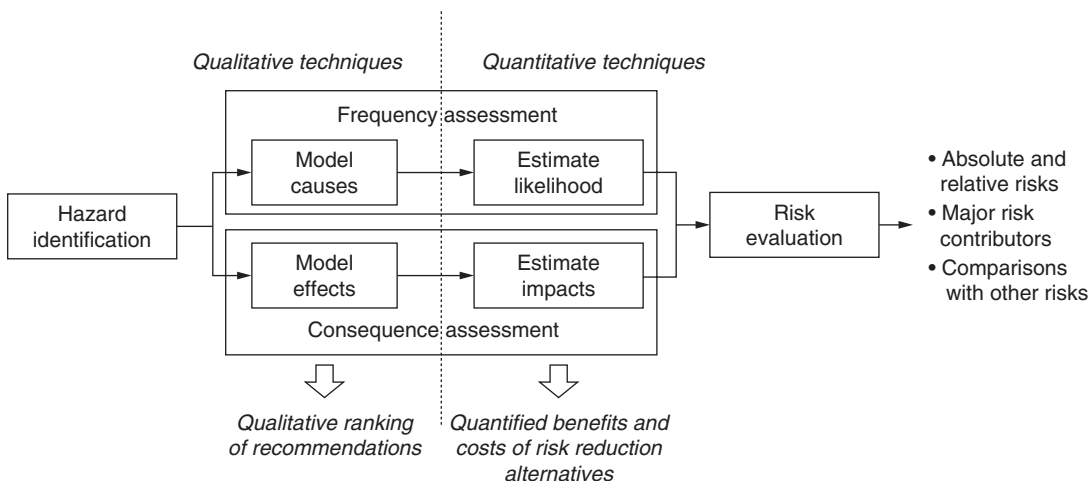 Qualitative techniques
Quantitative techniques
Frequency assessment
Model
causes
Estimate
likelihood
Hazard
identification
Model
effects
Estimate
impacts
Consequence assessment
Risk
evaluation
• Absolute and
relative risks
• Major risk
contributors
• Comparisons
with other risks
Qualitative ranking
of recommendations
Quantified benefits and
costs of risk reduction
alternatives